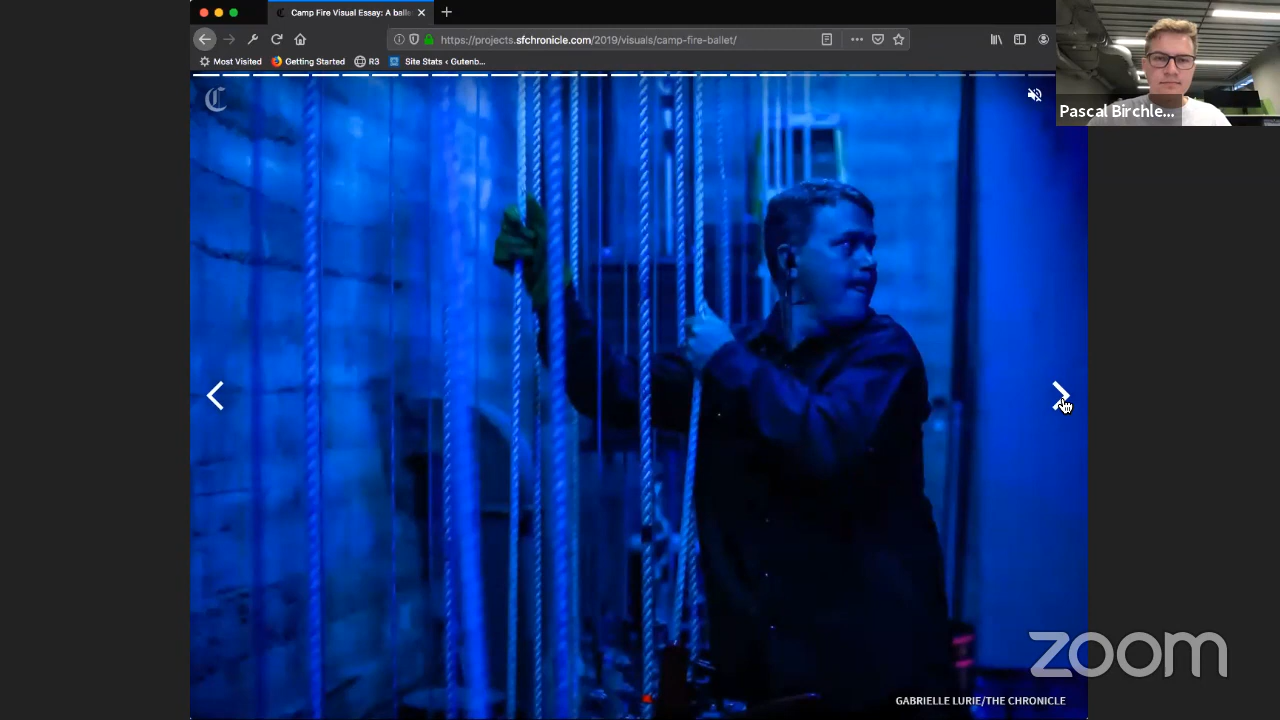 Camp Fire Visual Essay: A balle
https://projects.sfchronicle.com/2019/visuals/camp-fire-ballet/
Most Visited
Getting Started
R3
Site Stats ‹ Gutenb...
Pascal Birchle...
C
GABRIELLE LURIE/THE CHRONICLE
zoom